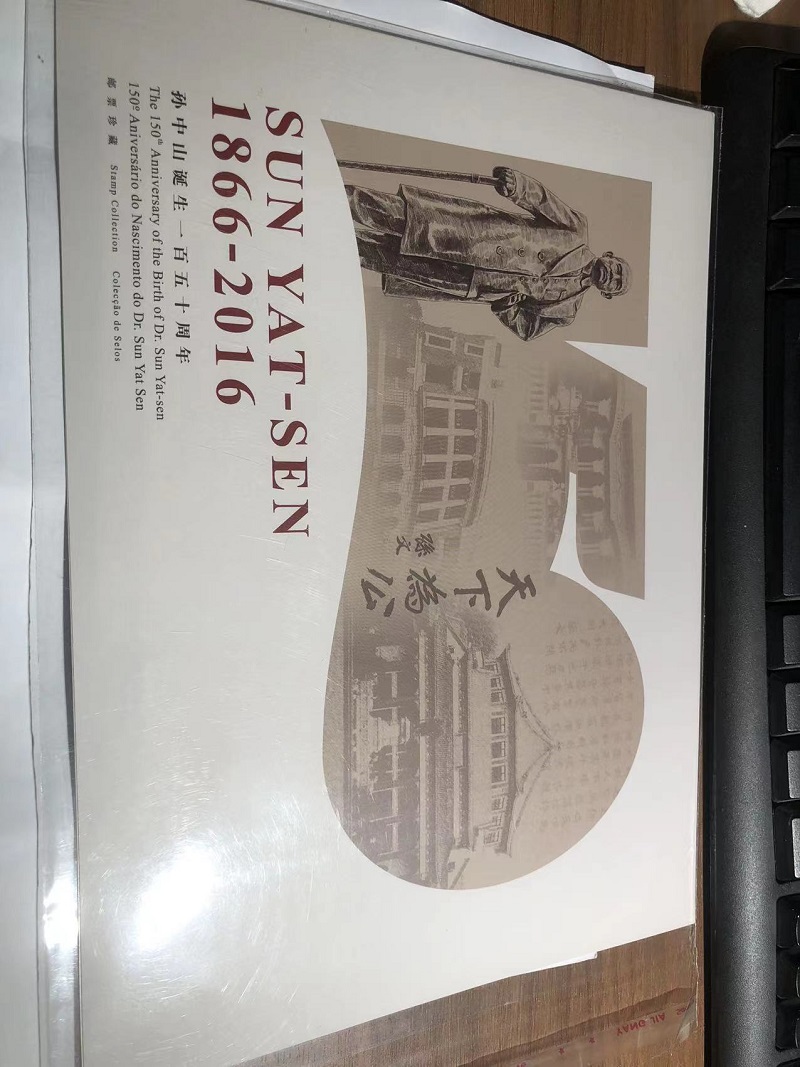 天下為公
孫文
SUN YAT-SEN
1866-2016
孙中山诞生一百五十周年
The 150th Anniversary of the Birth of Dr. Sun Yat-sen
150º Aniversário do Nascimento do Dr. Sun Yat Sen
邮票珍藏 Stamp Collection Colecção de Selos